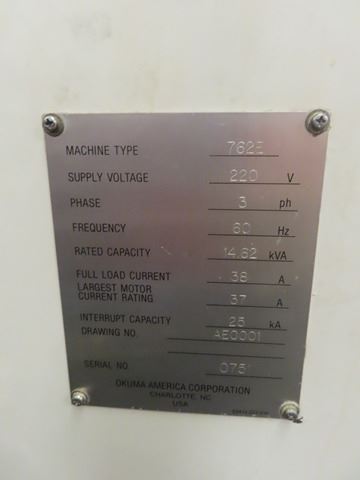 MACHINE TYPE 762E
SUPPLY VOLTAGE 220 V
PHASE 3 ph
FREQUENCY 60 Hz
RATED CAPACITY 14.62 kVA
FULL LOAD CURRENT 38 A
LARGEST MOTOR
CURRENT RATING 37 A
INTERRUPT CAPACITY 25 kA
DRAWING NO. AE0001
SERIAL NO. 0751
OKUMA AMERICA CORPORATION
CHARLOTTE, NC
USA